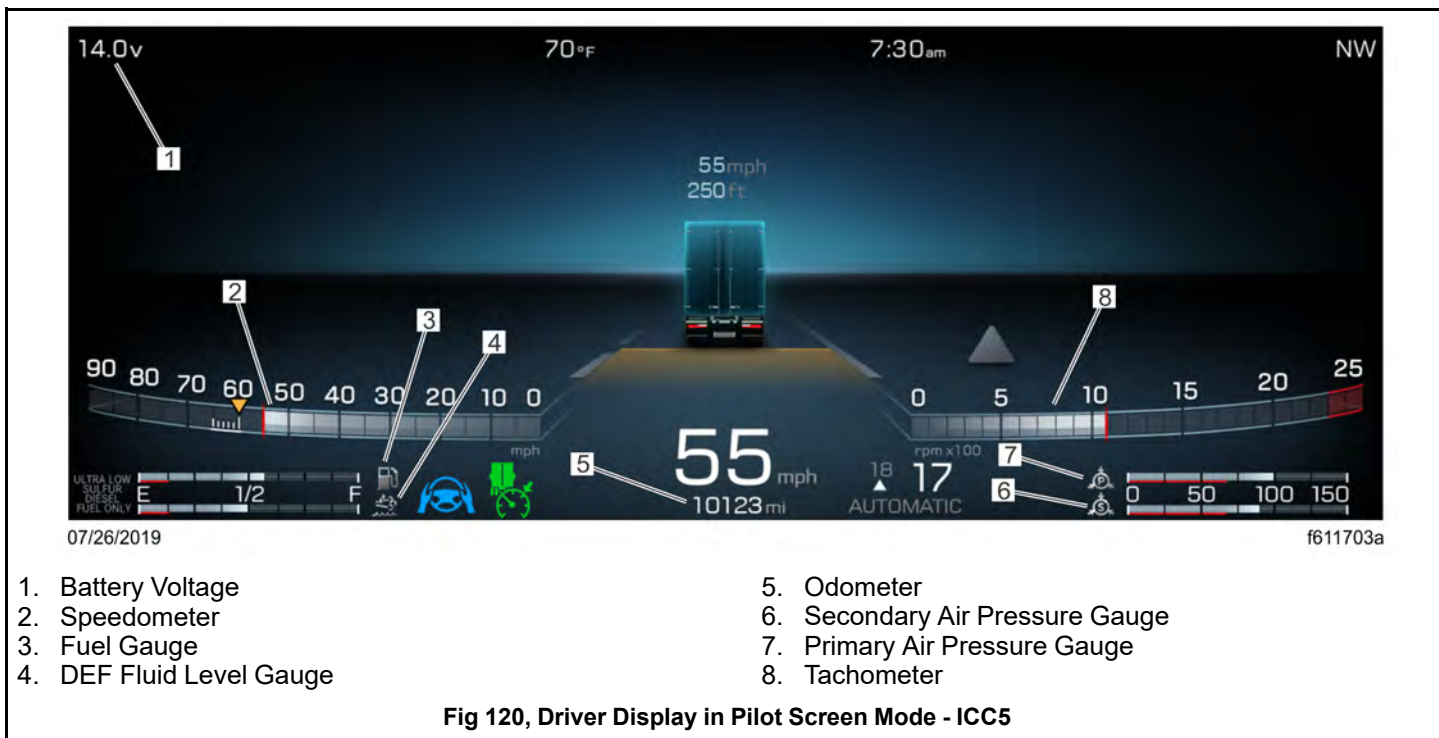 14.0v 70°F 7:30am NW
1
55mph
250ft
2
3
4
8
90 80 70 60 50 40 30 20 10 0
0 5 10 15 20 25
mph
rpm x100
5
7
6
ULTRA LOW
SULFUR
DIESEL
FUEL ONLY
E 1/2 F
55 mph
10123 mi
18
17
AUTOMATIC
P
S
0 50 100 150
07/26/2019 f611703a
1. Battery Voltage
2. Speedometer
3. Fuel Gauge
4. DEF Fluid Level Gauge
5. Odometer
6. Secondary Air Pressure Gauge
7. Primary Air Pressure Gauge
8. Tachometer
Fig 120, Driver Display in Pilot Screen Mode - ICC5